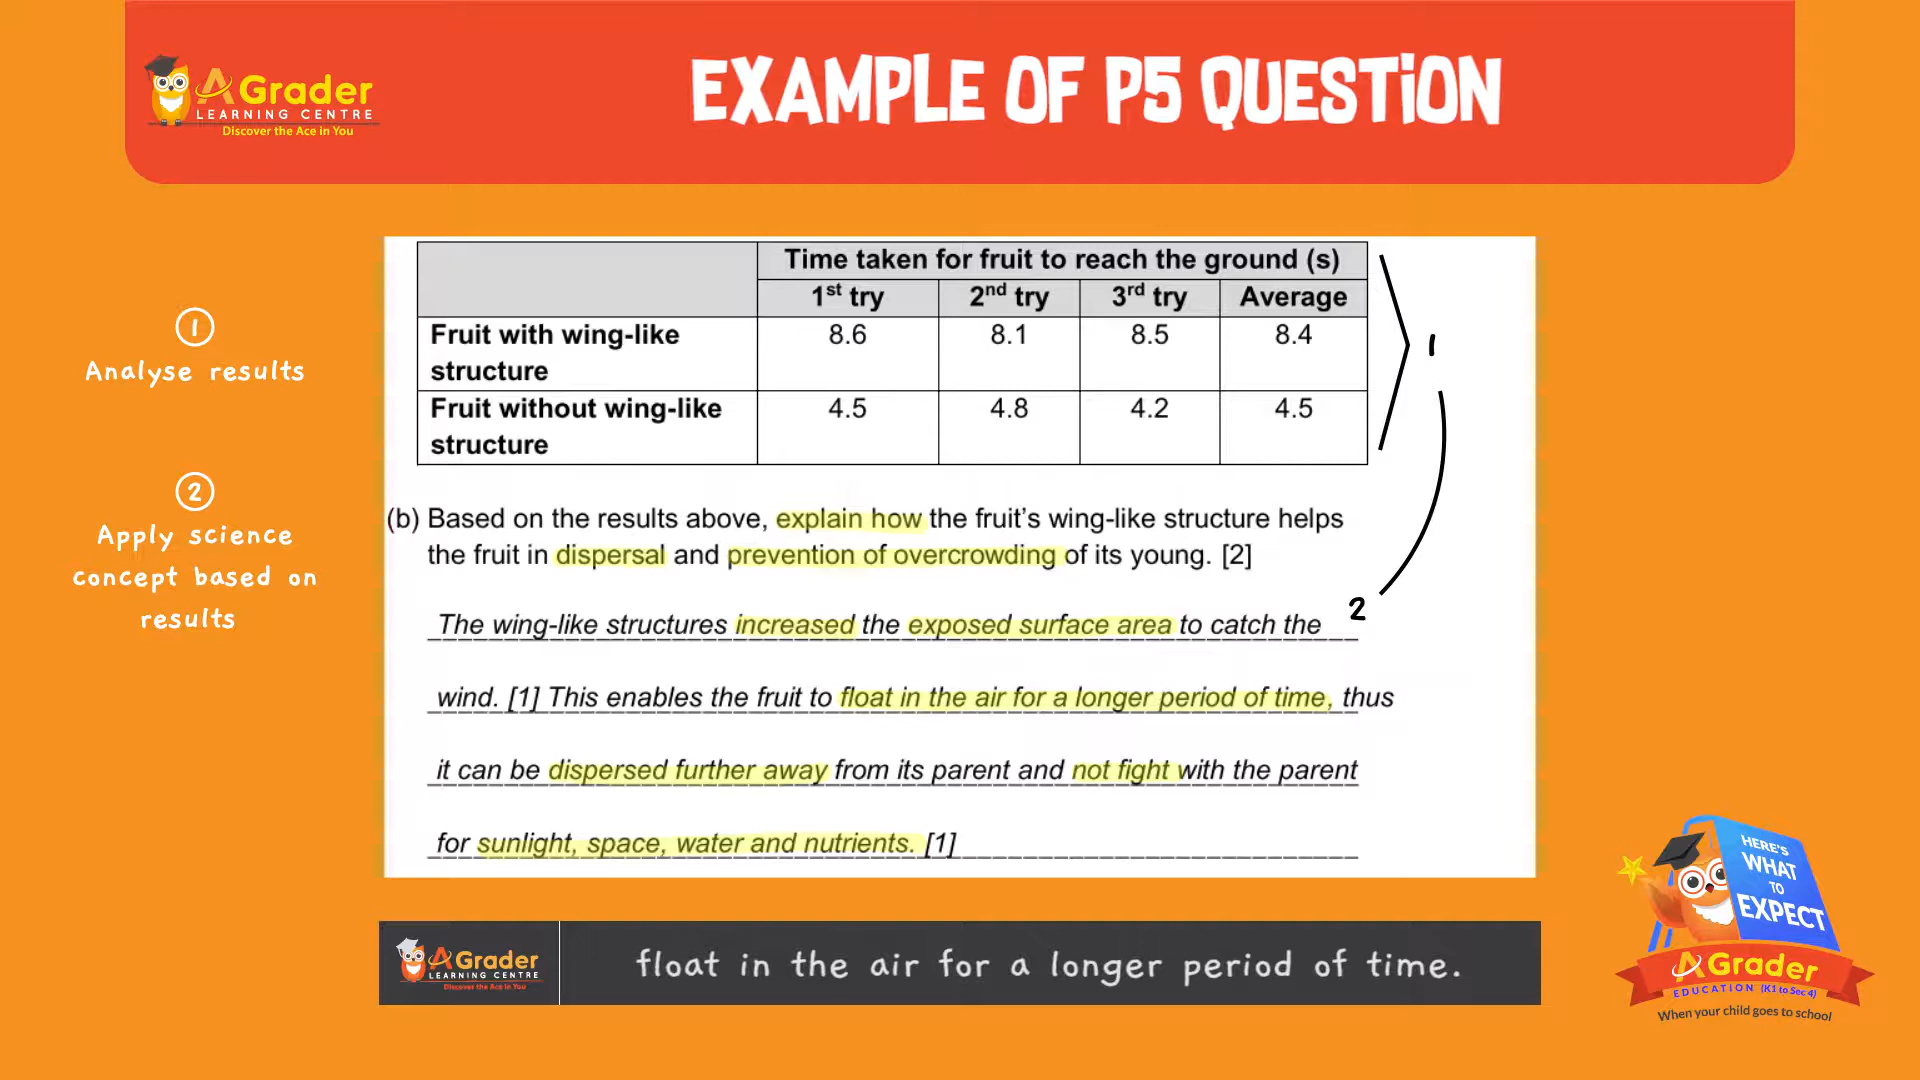 A Grader
LEARNING CENTRE
Discover the Ace in You
EXAMPLE OF P5 QUESTION
1
Analyse results
2
Apply science
concept based on
results
Time taken for fruit to reach the ground (s)
1st try 2nd try 3rd try Average
Fruit with wing-like
structure
8.6 8.1 8.5 8.4
Fruit without wing-like
structure
4.5 4.8 4.2 4.5
1
(b) Based on the results above, explain how the fruit's wing-like structure helps
the fruit in dispersal and prevention of overcrowding of its young. [2]
2
The wing-like structures increased the exposed surface area to catch the
wind. [1] This enables the fruit to float in the air for a longer period of time, thus
it can be dispersed further away from its parent and not fight with the parent
for sunlight, space, water and nutrients. [1]
A Grader
LEARNING CENTRE
Discover the Ace in You
float in the air for a longer period of time.
HERE'S
WHAT
TO
EXPECT
A Grader
EDUCATION (K1 to Sec 4)
When your child goes to school